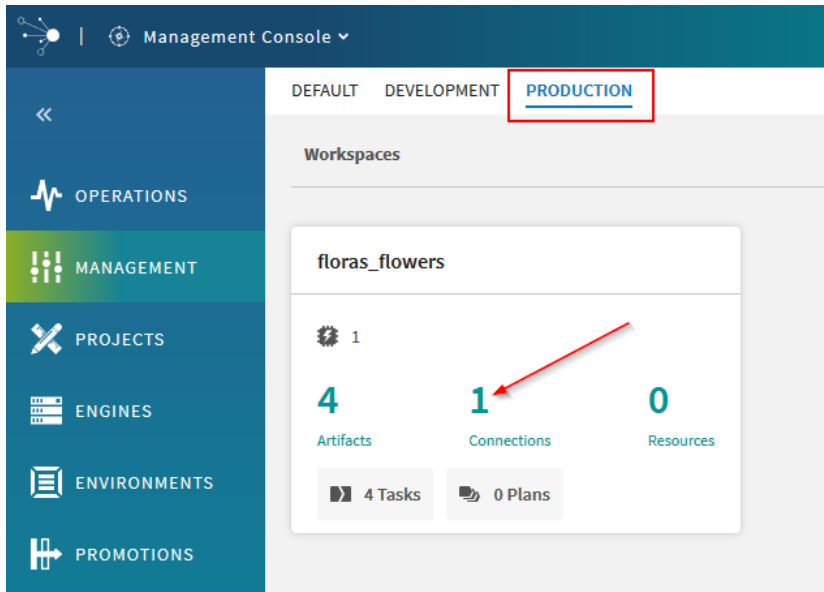 Management Console
DEFAULT DEVELOPMENT PRODUCTION
Workspaces
OPERATIONS
MANAGEMENT
PROJECTS
ENGINES
ENVIRONMENTS
PROMOTIONS
floras_flowers
1
4 1 0
Artifacts Connections Resources
4 Tasks 0 Plans